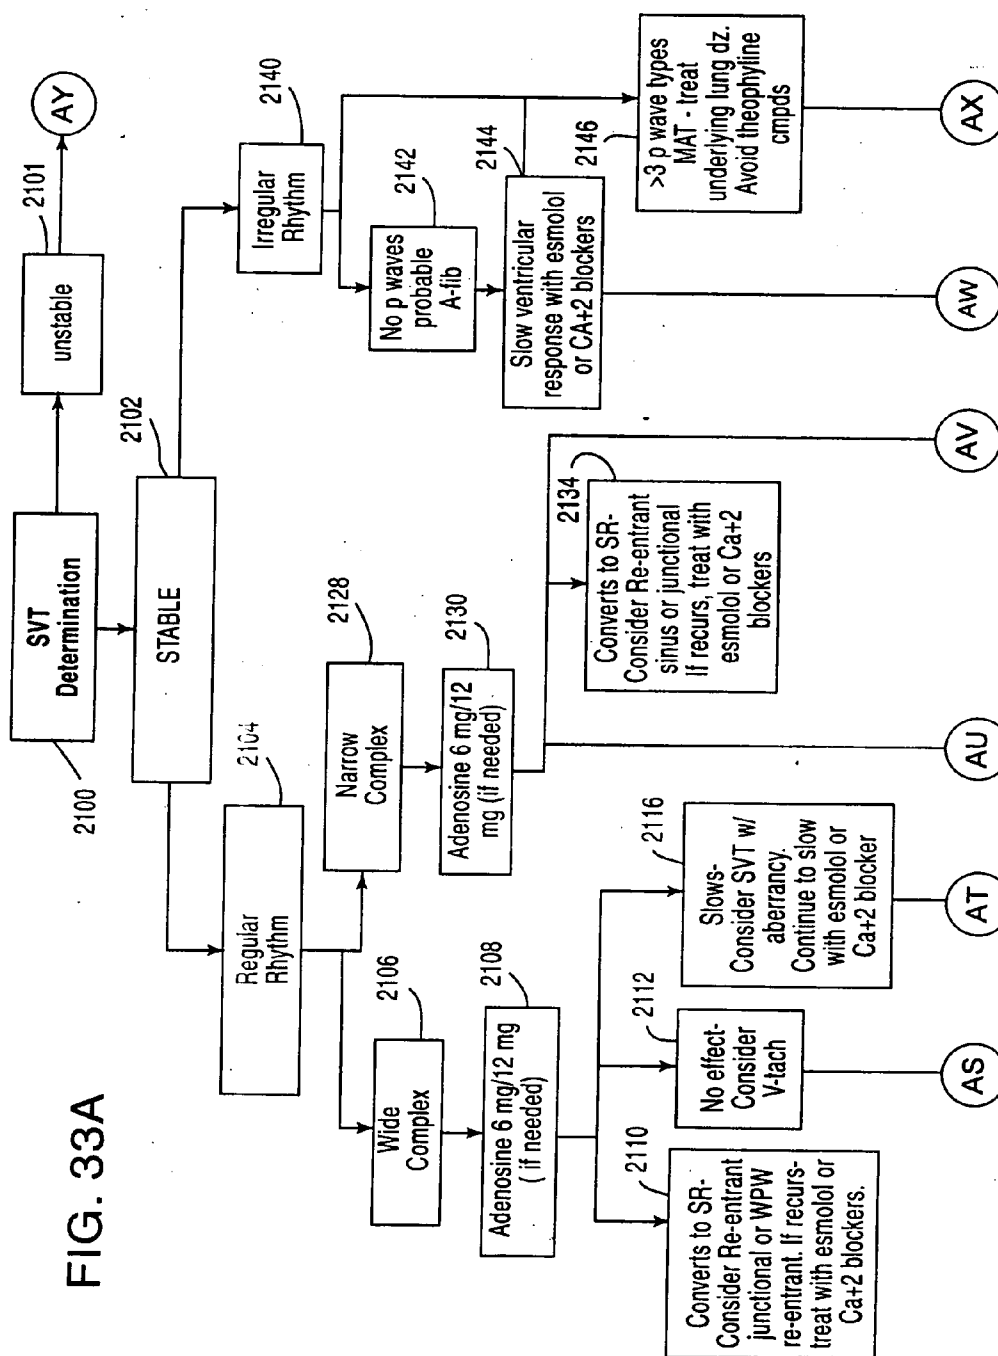 FIG. 33A
SVT
Determination
2100
unstable
2101
AY
STABLE
2102
Regular
Rhythm
2104
Irregular
Rhythm
2140
Wide
Complex
2106
Narrow
Complex
2128
No p waves
probable
A-fib
2142
Adenosine 6 mg/12 mg
( if needed)
2108
Adenosine 6 mg/12
mg (if needed)
2130
Slow ventricular
response with esmolol
or CA+2 blockers
2144
Converts to SR-
Consider Re-entrant
junctional or WPW
re-entrant. If recurs-
treat with esmolol or
Ca+2 blockers.
2110
No effect-
Consider
V-tach
2112
Slows-
Consider SVT w/
aberrancy.
Continue to slow
with esmolol or
Ca+2 blocker
2116
Converts to SR-
Consider Re-entrant
sinus or junctional
If recurs, treat with
esmolol or Ca+2
blockers
2134
>3 p wave types
MAT - treat
underlying lung dz.
Avoid theophyline
cmpds
2146
AS
AT
AU
AV
AW
AX